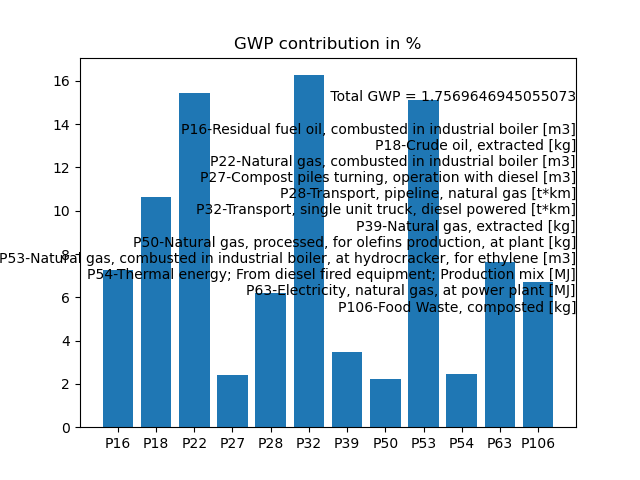 GWP contribution in %
16
14
12
10
8
6
4
2
0
Total GWP = 1.7569646945055073
P16-Residual fuel oil, combusted in industrial boiler [m3]
P18-Crude oil, extracted [kg]
P22-Natural gas, combusted in industrial boiler [m3]
P27-Compost piles turning, operation with diesel [m3]
P28-Transport, pipeline, natural gas [t*km]
P32-Transport, single unit truck, diesel powered [t*km]
P39-Natural gas, extracted [kg]
P50-Natural gas, processed, for olefins production, at plant [kg]
P53-Natural gas, combusted in industrial boiler, at hydrocracker, for ethylene [m3]
P54-Thermal energy; From diesel fired equipment; Production mix [MJ]
P63-Electricity, natural gas, at power plant [MJ]
P106-Food Waste, composted [kg]
P16 P18 P22 P27 P28 P32 P39 P50 P53 P54 P63 P106